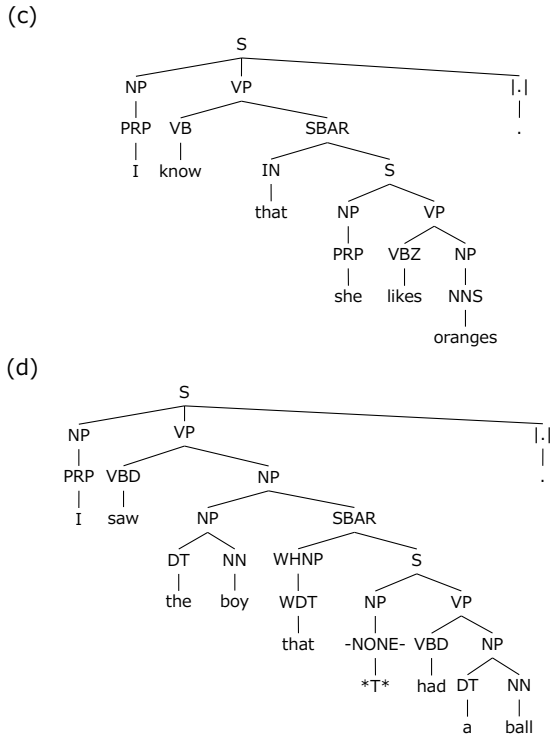 (c)
S
NP VP |.|
PRP VB SBAR .
I know IN S
that NP VP
PRP VBZ NP
she likes NNS
oranges
(d)
S
NP VP |.|
PRP VBD NP .
I saw NP SBAR
DT NN WHNP S
the boy WDT NP VP
that -NONE- VBD NP
*T* had DT NN
a ball